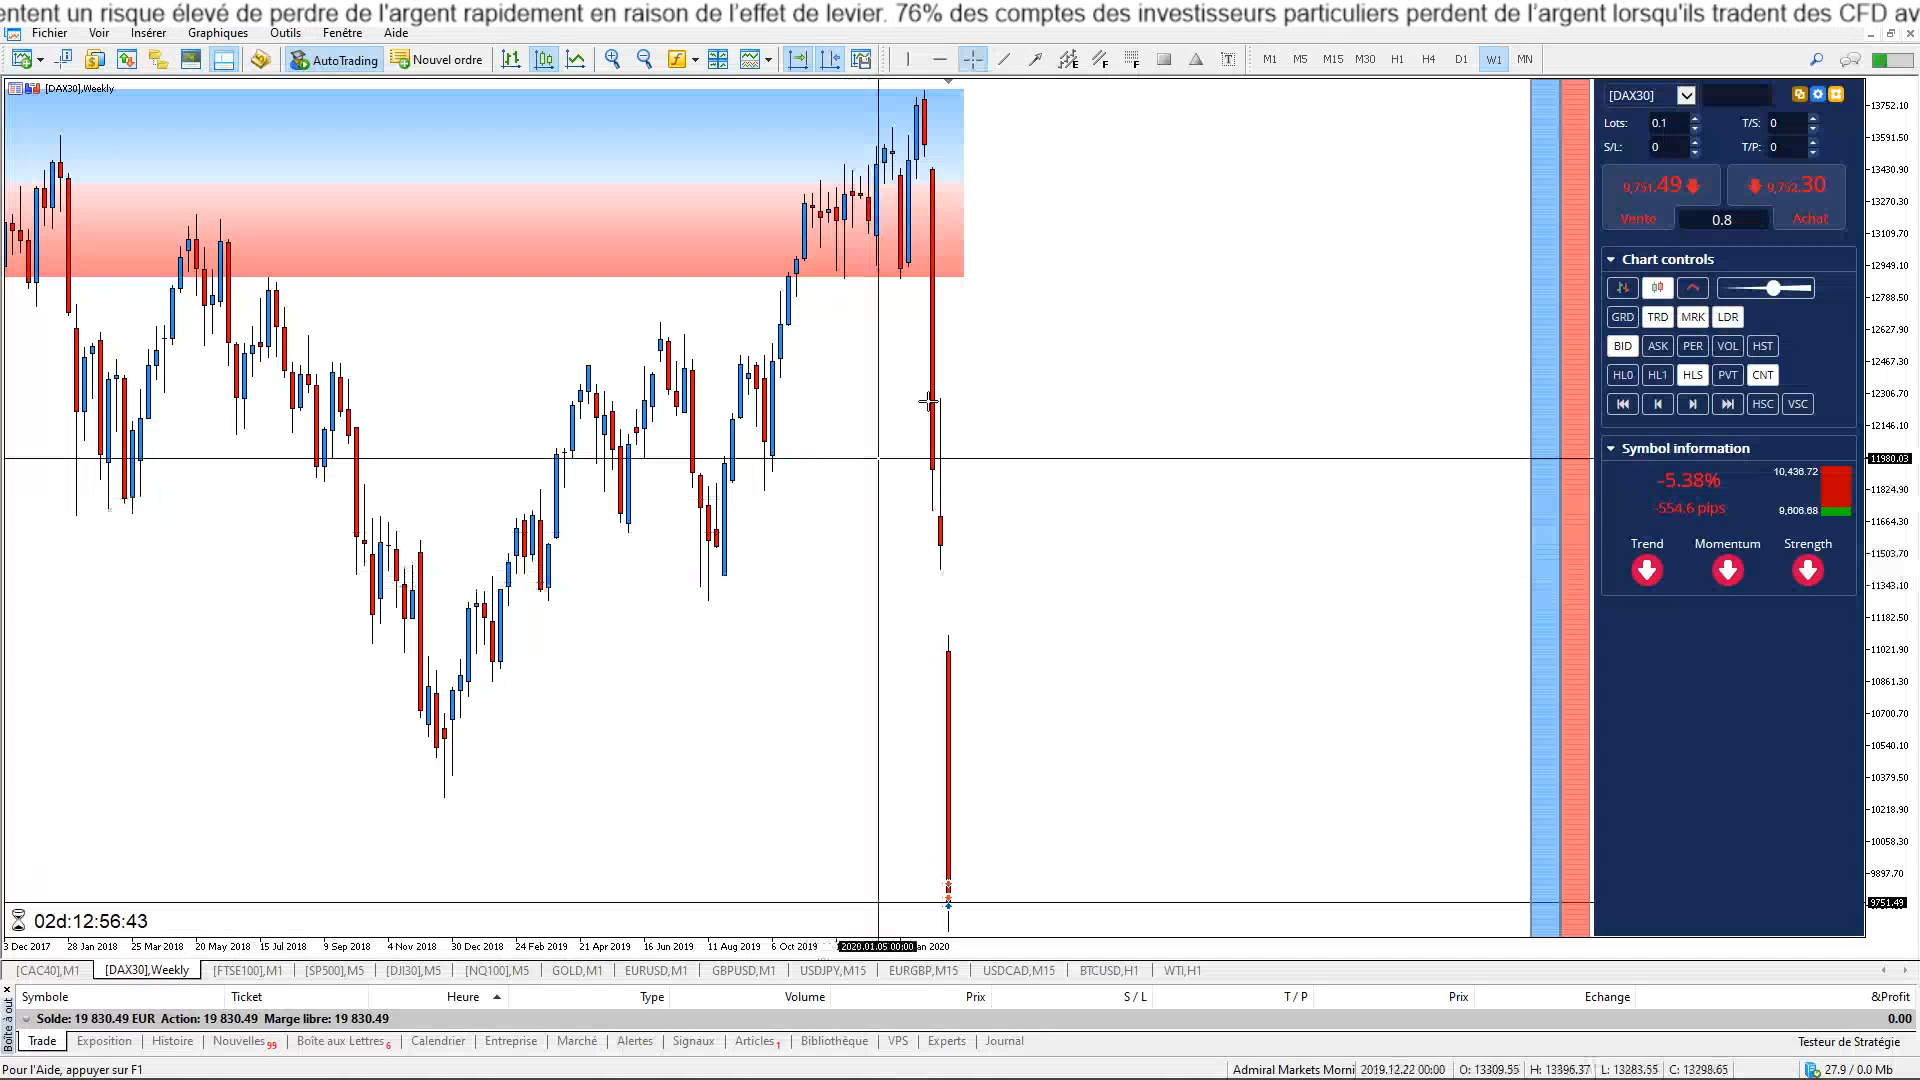 entent un risque élevé de perdre de l'argent rapidement en raison de l'effet de levier. 76% des comptes des investisseurs particuliers perdent de l'argent lorsqu'ils tradent des CFD av
Fichier Voir Insérer Graphiques Outils Fenêtre Aide
AutoTrading Nouvel ordre M1 M5 M15 M30 H1 H4 D1 W1 MN
[DAX30],Weekly
[DAX30]
Lots: 0.1 T/S: 0
S/L: 0 T/P: 0
9,751.49 9,752.30
Vente 0.8 Achat
Chart controls
GRD TRD MRK LDR
BID ASK PER VOL HST
HL0 HL1 HLS PVT CNT
HSC VSC
Symbol information
-5.38% 10,436.72
-554.6 pips 9,606.68
Trend Momentum Strength
13752.10
13591.50
13430.90
13270.30
13109.70
12949.10
12788.50
12627.90
12467.30
12306.70
12146.10
11980.03
11824.90
11664.30
11503.70
11343.10
11182.50
11021.90
10861.30
10700.70
10540.10
10379.50
10218.90
10058.30
9897.70
9751.49
02d:12:56:43
3 Dec 2017 28 Jan 2018 25 Mar 2018 20 May 2018 15 Jul 2018 9 Sep 2018 4 Nov 2018 30 Dec 2018 24 Feb 2019 21 Apr 2019 16 Jun 2019 11 Aug 2019 6 Oct 2019 2020.01.05 00:00 an 2020
[CAC40],M1 [DAX30],Weekly [FTSE100],M1 [SP500],M5 [DJI30],M5 [NQ100],M5 GOLD,M1 EURUSD,M1 GBPUSD,M1 USDJPY,M15 EURGBP,M15 USDCAD,M15 BTCUSD,H1 WTI,H1
Boîte à out
Symbole Ticket Heure Type Volume Prix S / L T / P Prix Echange &Profit
Solde: 19 830.49 EUR Action: 19 830.49 Marge libre: 19 830.49 0.00
Trade Exposition Histoire Nouvelles 99 Boîte aux Lettres 6 Calendrier Entreprise Marché Alertes Signaux Articles 1 Bibliothèque VPS Experts Journal Testeur de Stratégie
Pour l'Aide, appuyer sur F1 Admiral Markets Morni 2019.12.22 00:00 O: 13309.55 H: 13396.37 L: 13283.55 C: 13298.65 27.9 / 0.0 Mb